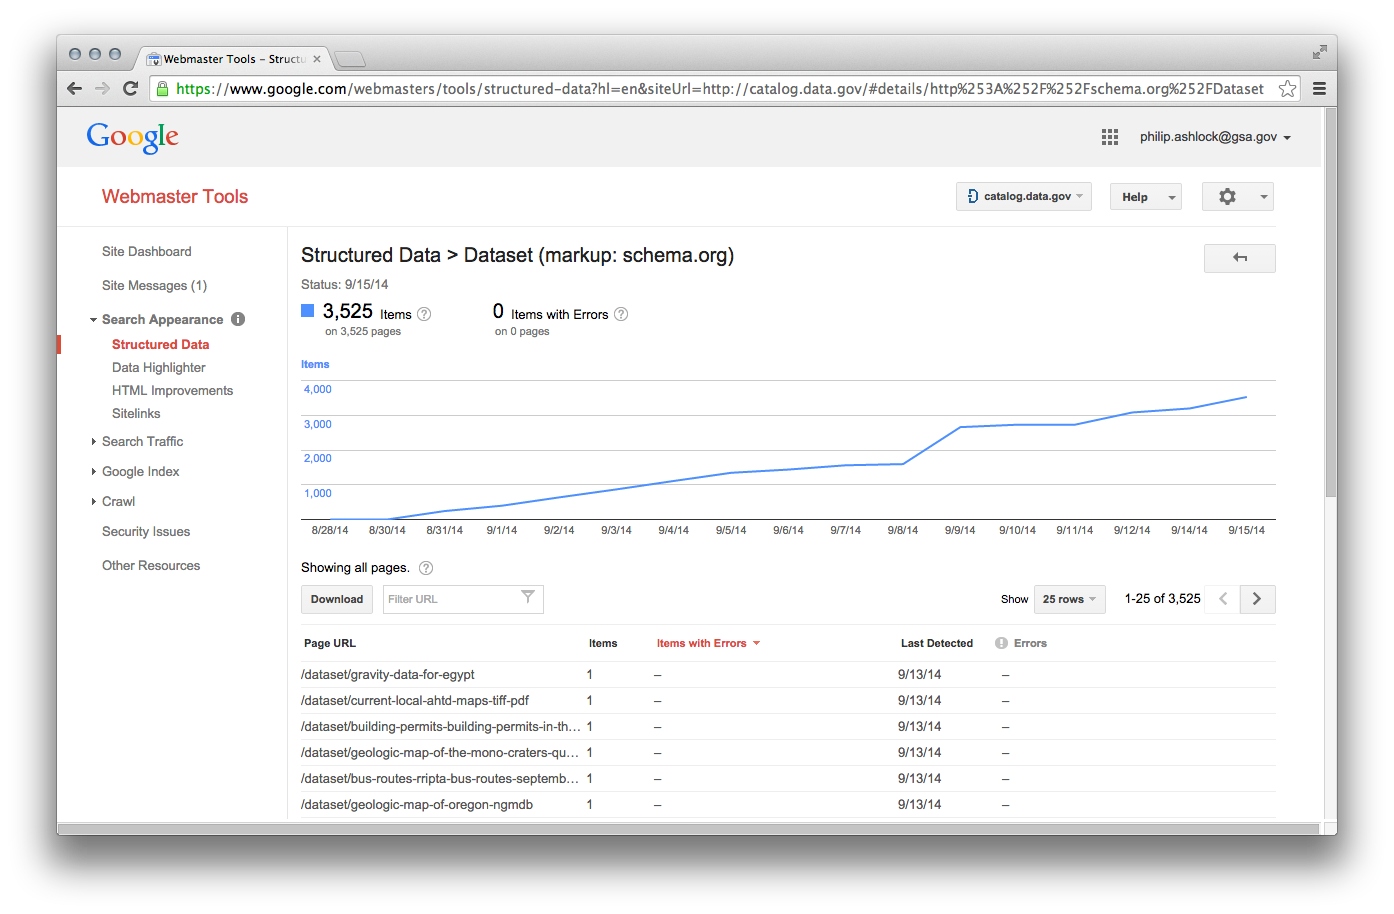 Webmaster Tools – Structu
https://www.google.com/webmasters/tools/structured-data?hl=en&siteUrl=http://catalog.data.gov/#details/http%253A%252F%252Fschema.org%252FDataset
Google
philip.ashlock@gsa.gov
Webmaster Tools
catalog.data.gov
Help
Site Dashboard
Site Messages (1)
Search Appearance
Structured Data
Data Highlighter
HTML Improvements
Sitelinks
Search Traffic
Google Index
Crawl
Security Issues
Other Resources
Structured Data > Dataset (markup: schema.org)
Status: 9/15/14
3,525 Items ? 0 Items with Errors ?
on 3,525 pages on 0 pages
Items
4,000
3,000
2,000
1,000
8/28/14 8/30/14 8/31/14 9/1/14 9/2/14 9/3/14 9/4/14 9/5/14 9/6/14 9/7/14 9/8/14 9/9/14 9/10/14 9/11/14 9/12/14 9/14/14 9/15/14
Showing all pages. ?
Download Filter URL Show 25 rows 1-25 of 3,525
Page URL Items Items with Errors Last Detected Errors
/dataset/gravity-data-for-egypt 1 – 9/13/14 –
/dataset/current-local-ahtd-maps-tiff-pdf 1 – 9/13/14 –
/dataset/building-permits-building-permits-in-th... 1 – 9/13/14 –
/dataset/geologic-map-of-the-mono-craters-qu... 1 – 9/13/14 –
/dataset/bus-routes-rripta-bus-routes-septemb... 1 – 9/13/14 –
/dataset/geologic-map-of-oregon-ngmdb 1 – 9/13/14 –